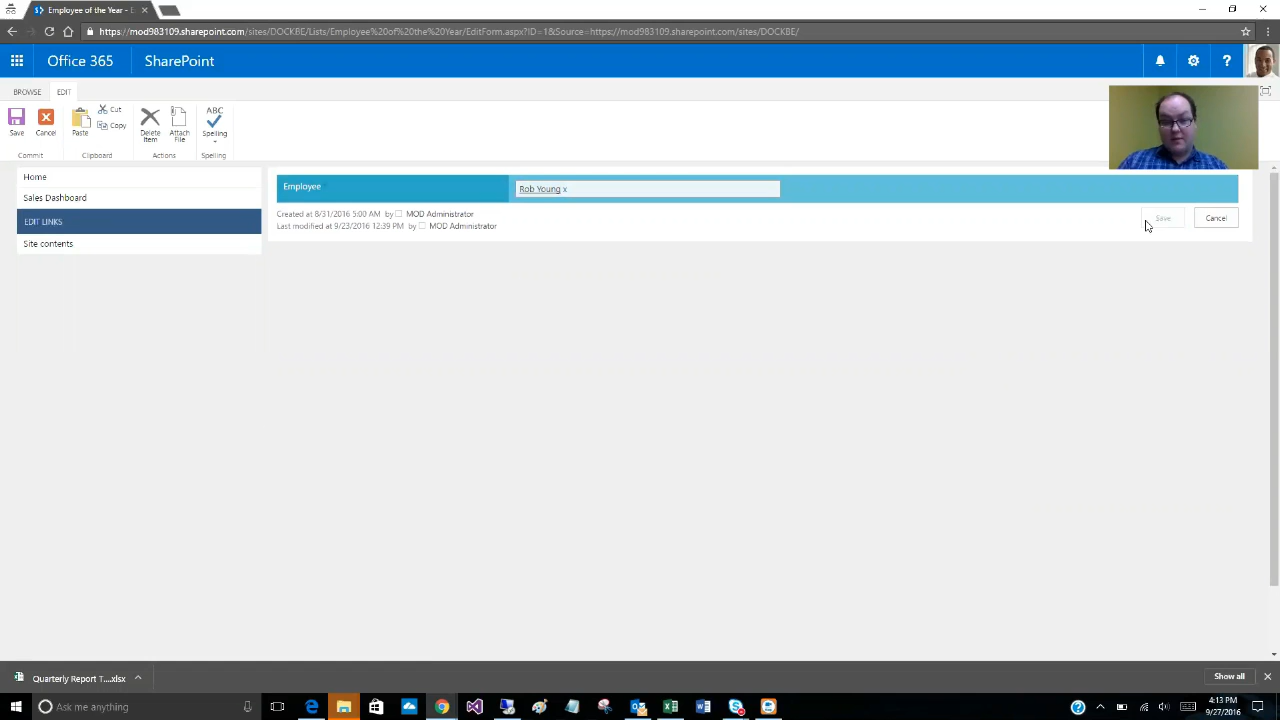 Employee of the Year - E
https://mod983109.sharepoint.com/sites/DOCKBE/Lists/Employee%20of%20the%20Year/EditForm.aspx?ID=1&Source=https://mod983109.sharepoint.com/sites/DOCKBE/
Office 365 SharePoint ?
BROWSE EDIT
Save Cancel Paste Cut Copy Delete Item Attach File ABC Spelling
Commit Clipboard Actions Spelling
Home
Sales Dashboard
EDIT LINKS
Site contents
Employee
Rob Young x
Created at 8/31/2016 5:00 AM by MOD Administrator
Last modified at 9/23/2016 12:39 PM by MOD Administrator
Save Cancel
Quarterly Report T....xlsx
Show all
Ask me anything
4:13 PM
9/27/2016